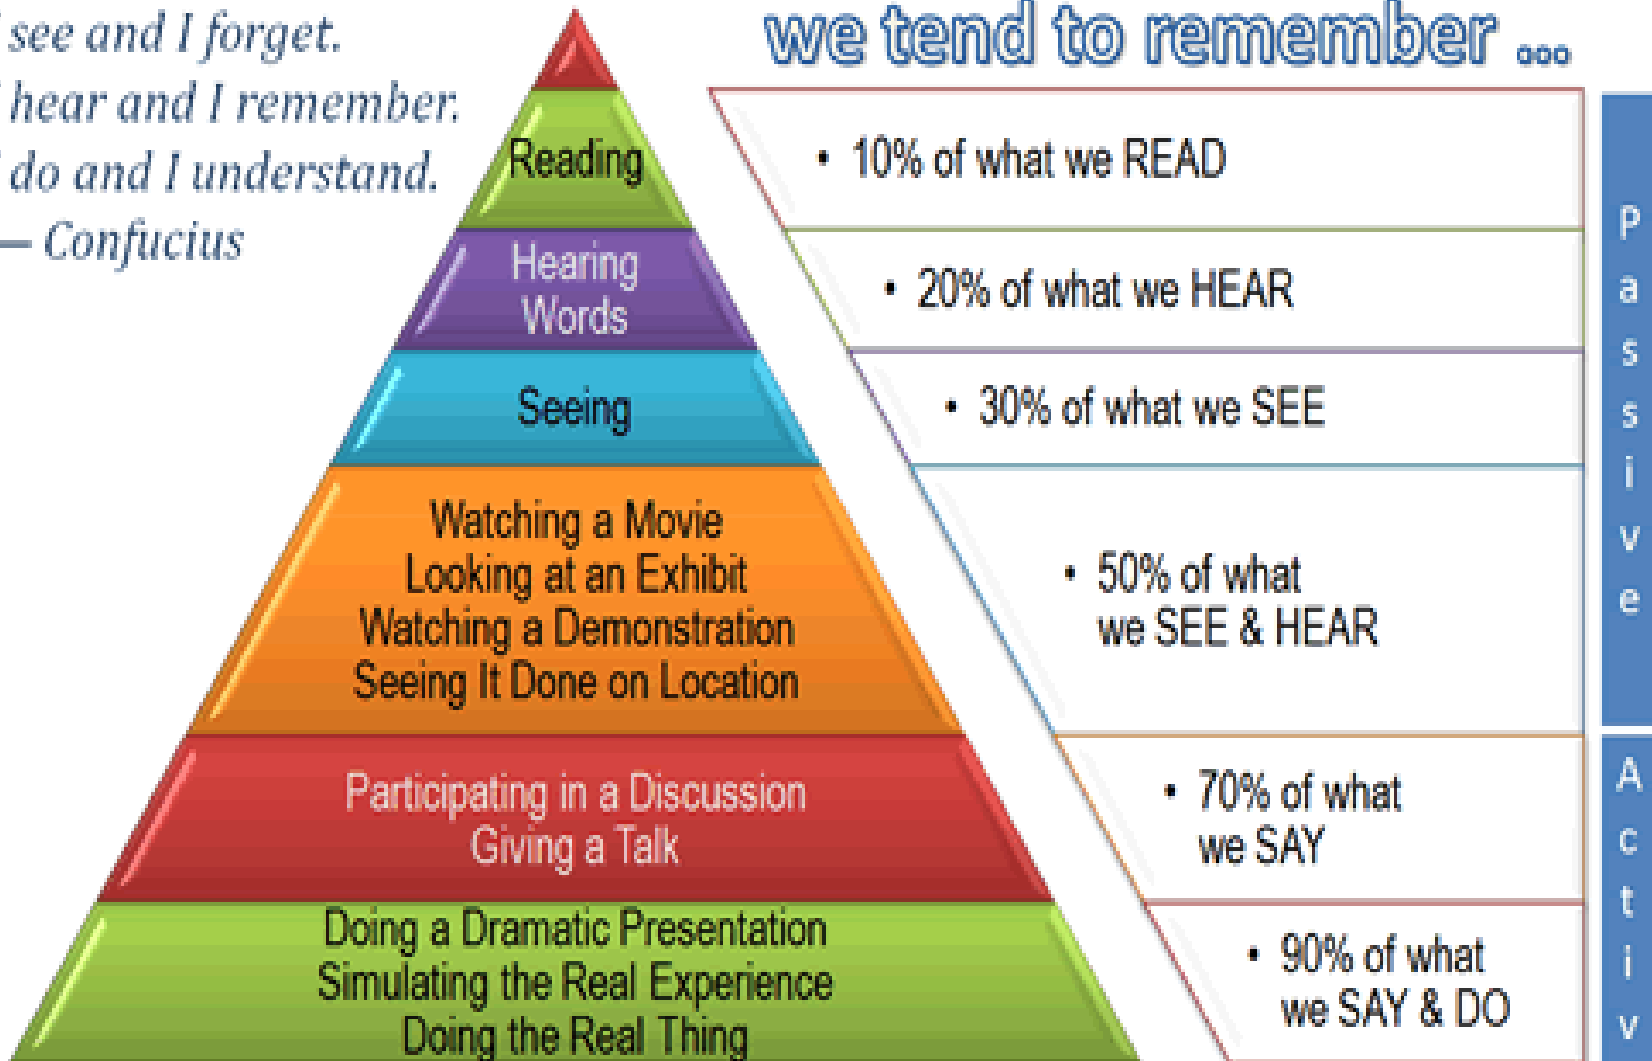 see and I forget.
hear and I remember.
do and I understand.
— Confucius
we tend to remember ...
Reading
• 10% of what we READ
Hearing
Words
• 20% of what we HEAR
Seeing
• 30% of what we SEE
Watching a Movie
Looking at an Exhibit
Watching a Demonstration
Seeing It Done on Location
• 50% of what
we SEE & HEAR
Participating in a Discussion
Giving a Talk
• 70% of what
we SAY
Doing a Dramatic Presentation
Simulating the Real Experience
Doing the Real Thing
• 90% of what
we SAY & DO
Passive
Activ